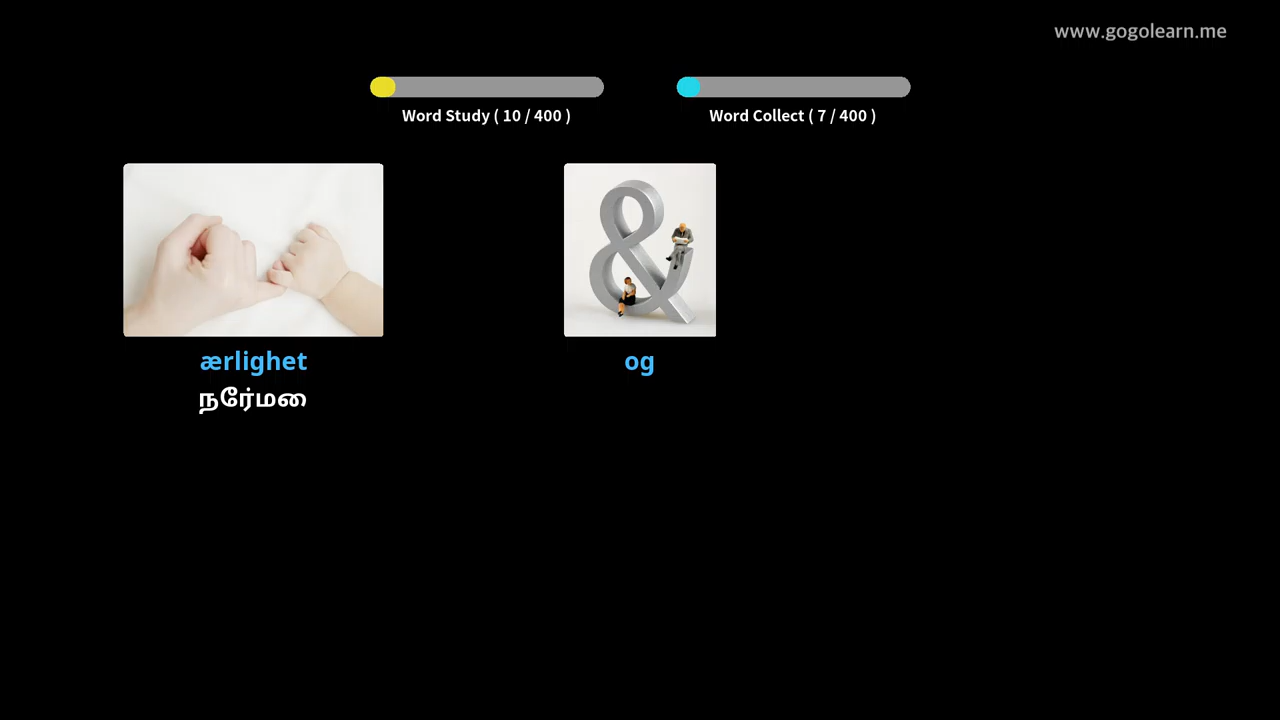 www.gogolearn.me
Word Study ( 10 / 400 )
Word Collect ( 7 / 400 )
&
ærlighet
நேர்மை
og